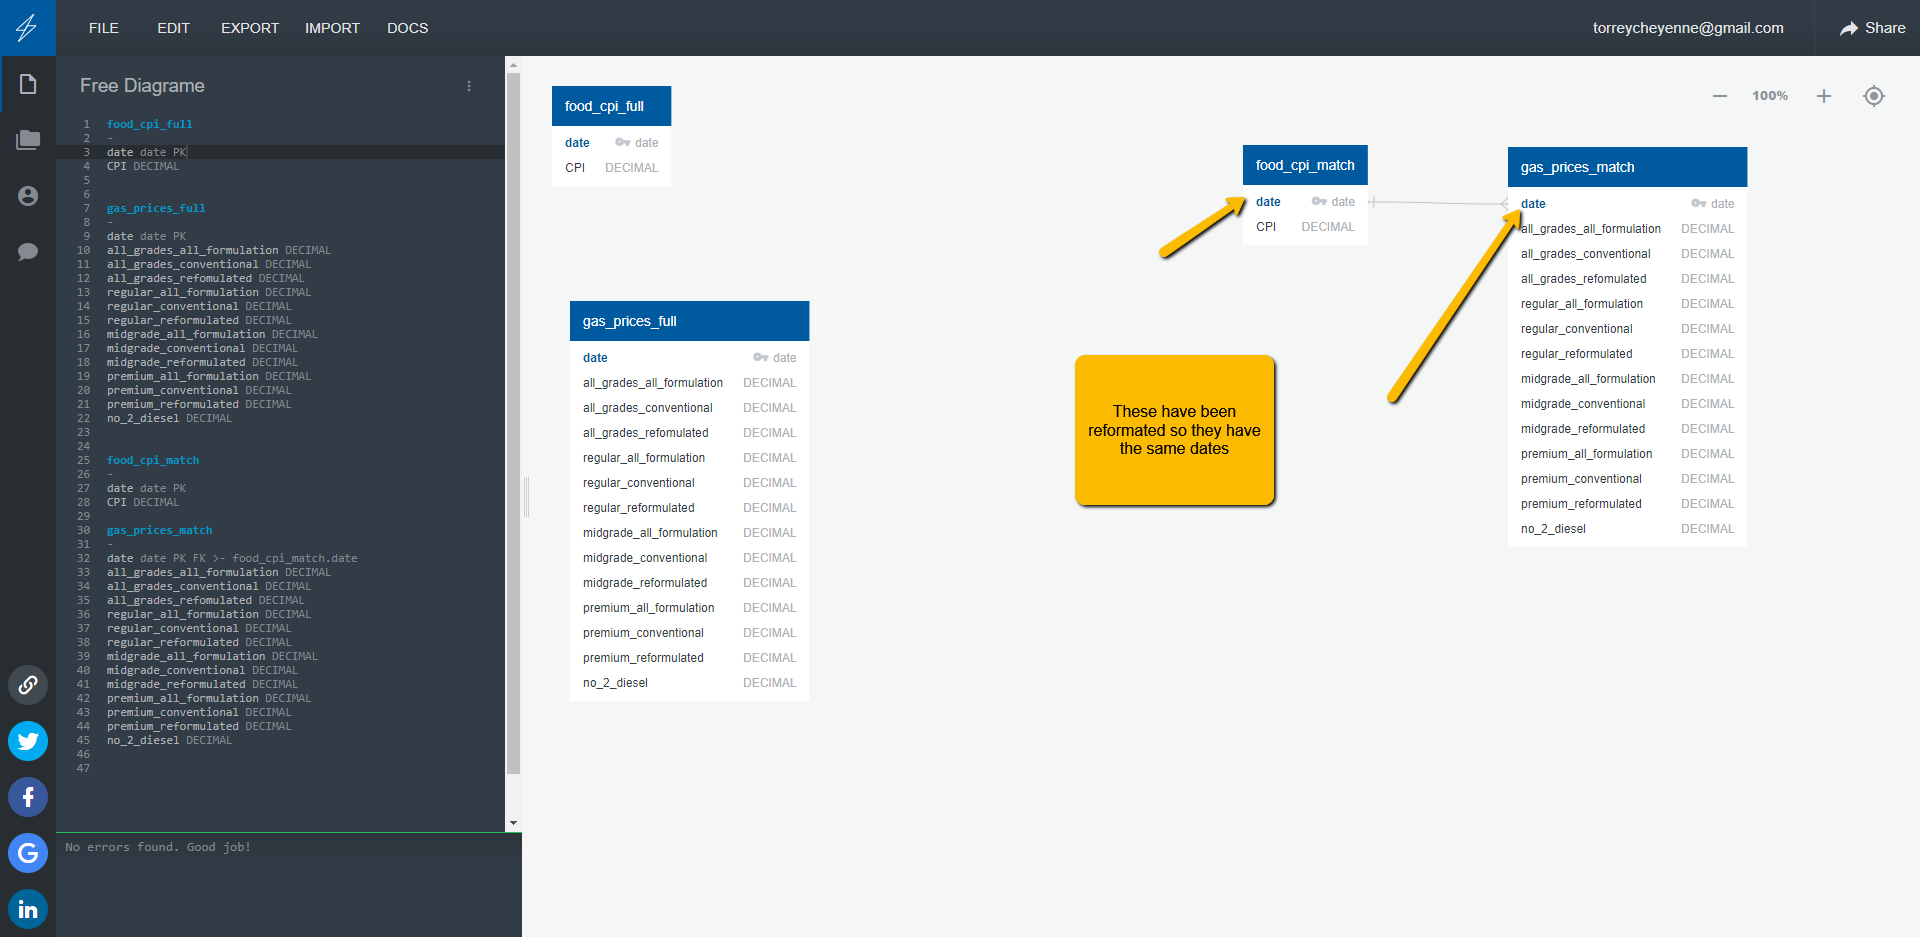 FILE EDIT EXPORT IMPORT DOCS torreycheyenne@gmail.com Share
Free Diagrame
1 food_cpi_full
2 -
3 date date PK
4 CPI DECIMAL
5
6
7 gas_prices_full
8 -
9 date date PK
10 all_grades_all_formulation DECIMAL
11 all_grades_conventional DECIMAL
12 all_grades_refomulated DECIMAL
13 regular_all_formulation DECIMAL
14 regular_conventional DECIMAL
15 regular_reformulated DECIMAL
16 midgrade_all_formulation DECIMAL
17 midgrade_conventional DECIMAL
18 midgrade_reformulated DECIMAL
19 premium_all_formulation DECIMAL
20 premium_conventional DECIMAL
21 premium_reformulated DECIMAL
22 no_2_diesel DECIMAL
23
24
25 food_cpi_match
26 -
27 date date PK
28 CPI DECIMAL
29
30 gas_prices_match
31 -
32 date date PK FK >- food_cpi_match.date
33 all_grades_all_formulation DECIMAL
34 all_grades_conventional DECIMAL
35 all_grades_refomulated DECIMAL
36 regular_all_formulation DECIMAL
37 regular_conventional DECIMAL
38 regular_reformulated DECIMAL
39 midgrade_all_formulation DECIMAL
40 midgrade_conventional DECIMAL
41 midgrade_reformulated DECIMAL
42 premium_all_formulation DECIMAL
43 premium_conventional DECIMAL
44 premium_reformulated DECIMAL
45 no_2_diesel DECIMAL
46
47
No errors found. Good job!
100%
food_cpi_full
date date
CPI DECIMAL
gas_prices_full
date date
all_grades_all_formulation DECIMAL
all_grades_conventional DECIMAL
all_grades_refomulated DECIMAL
regular_all_formulation DECIMAL
regular_conventional DECIMAL
regular_reformulated DECIMAL
midgrade_all_formulation DECIMAL
midgrade_conventional DECIMAL
midgrade_reformulated DECIMAL
premium_all_formulation DECIMAL
premium_conventional DECIMAL
premium_reformulated DECIMAL
no_2_diesel DECIMAL
food_cpi_match
date date
CPI DECIMAL
These have been
reformated so they have
the same dates
gas_prices_match
date date
all_grades_all_formulation DECIMAL
all_grades_conventional DECIMAL
all_grades_refomulated DECIMAL
regular_all_formulation DECIMAL
regular_conventional DECIMAL
regular_reformulated DECIMAL
midgrade_all_formulation DECIMAL
midgrade_conventional DECIMAL
midgrade_reformulated DECIMAL
premium_all_formulation DECIMAL
premium_conventional DECIMAL
premium_reformulated DECIMAL
no_2_diesel DECIMAL